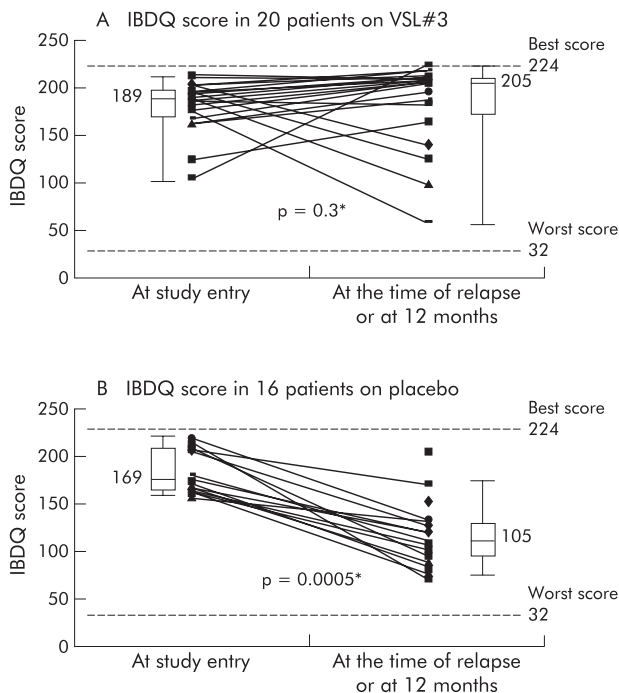 A IBDQ score in 20 patients on VSL#3
250
200
150
100
50
0
IBDQ score
189
Best score
224
205
p = 0.3*
Worst score
32
At study entry
At the time of relapse
or at 12 months
B IBDQ score in 16 patients on placebo
250
200
150
100
50
0
IBDQ score
169
Best score
224
105
p = 0.0005*
Worst score
32
At study entry
At the time of relapse
or at 12 months